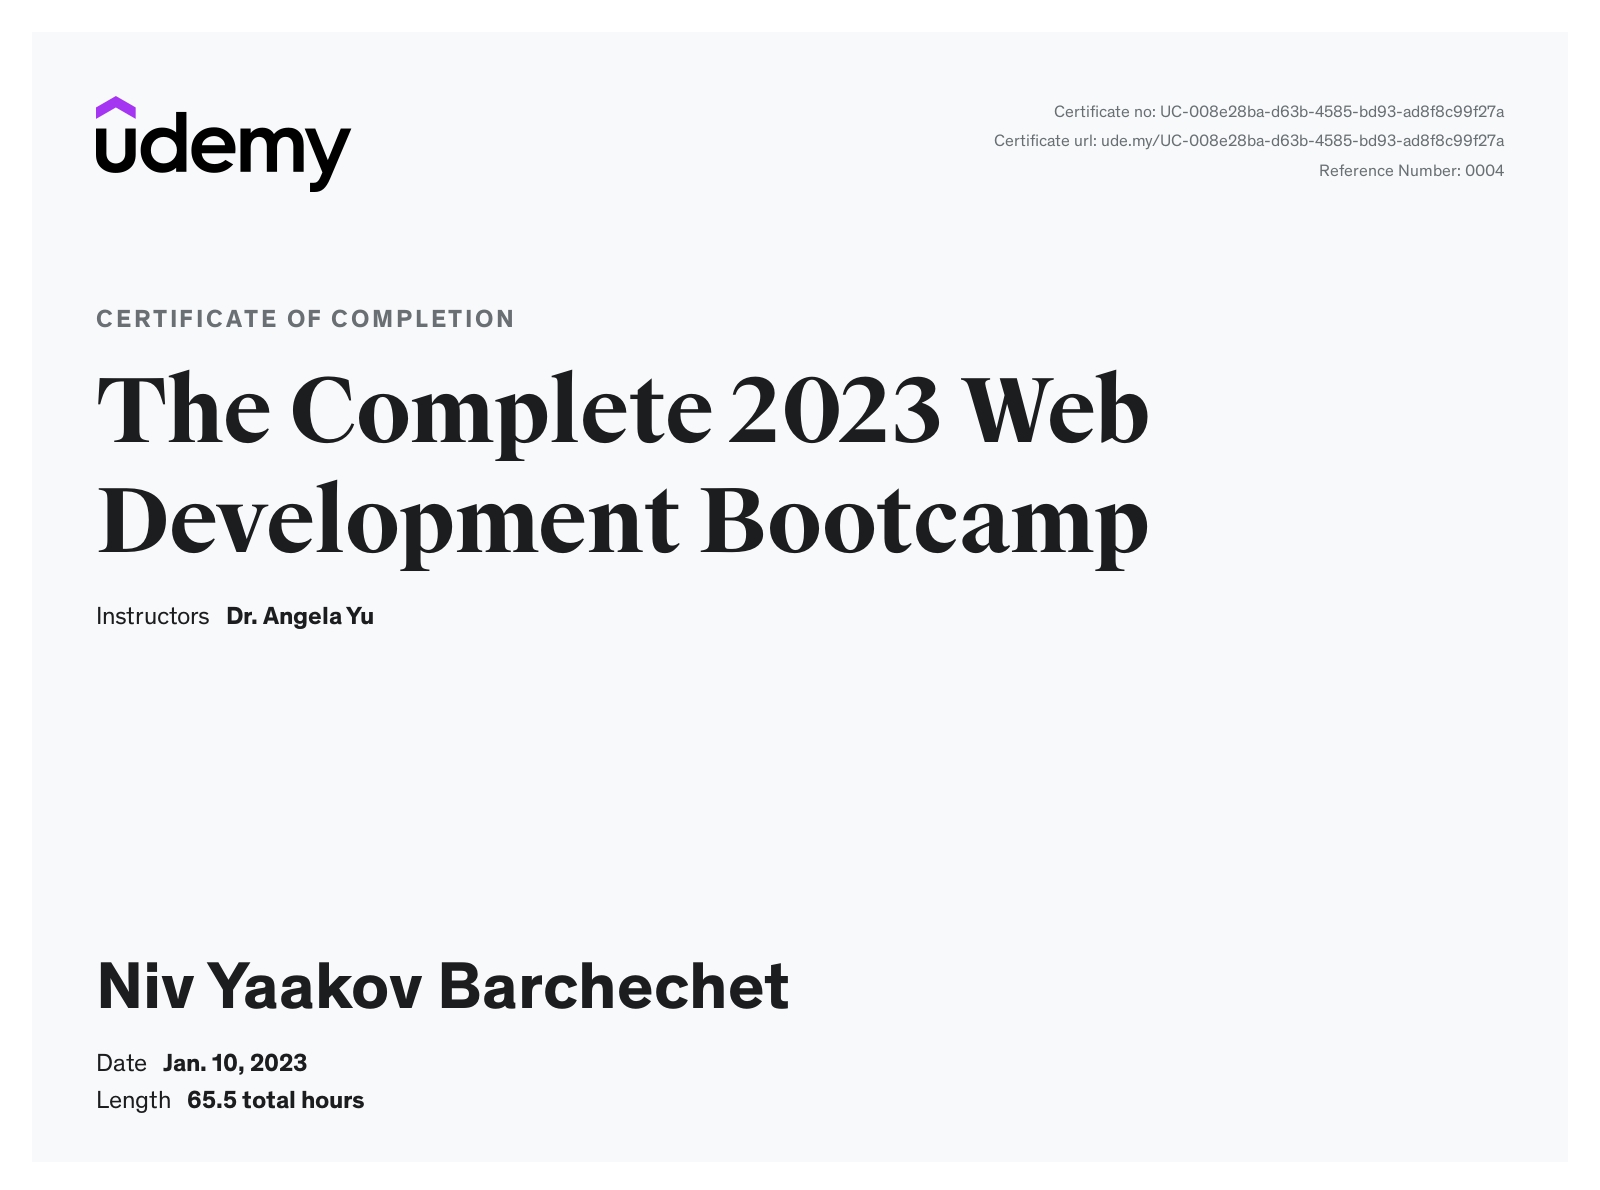 udemy
Certificate no: UC-008e28ba-d63b-4585-bd93-ad8f8c99f27a
Certificate url: ude.my/UC-008e28ba-d63b-4585-bd93-ad8f8c99f27a
Reference Number: 0004
CERTIFICATE OF COMPLETION
The Complete 2023 Web
Development Bootcamp
Instructors Dr. Angela Yu
Niv Yaakov Barchechet
Date Jan. 10, 2023
Length 65.5 total hours